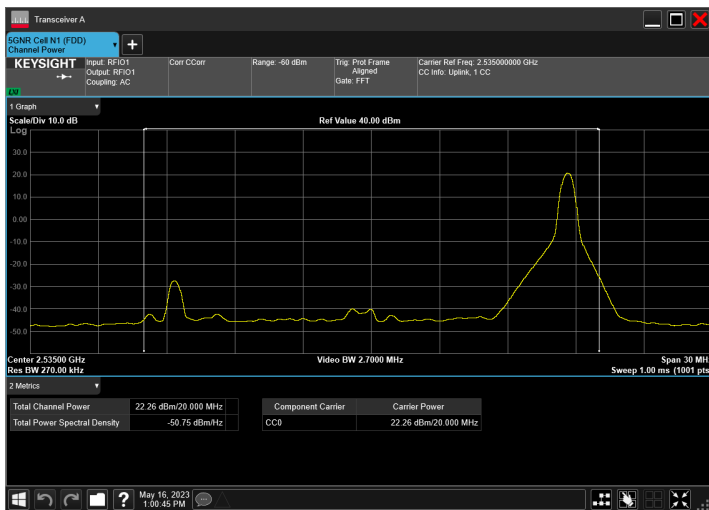 Transceiver A
5GNR Cell N1 (FDD)
Channel Power
KEYSIGHT
LXI
Input: RFIO1
Output: RFIO1
Coupling: AC
Corr CCorr
Range: -60 dBm
Trig: Prot Frame
Aligned
Gate: FFT
Carrier Ref Freq: 2.535000000 GHz
CC Info: Uplink, 1 CC
1 Graph
Scale/Div 10.0 dB
Ref Value 40.00 dBm
Log
30.0
20.0
10.0
0.00
-10.0
-20.0
-30.0
-40.0
-50.0
Center 2.53500 GHz
Video BW 2.7000 MHz
Span 30 MH
Res BW 270.00 kHz
Sweep 1.00 ms (1001 pts
2 Metrics
Total Channel Power 22.26 dBm/20.000 MHz
Total Power Spectral Density -50.75 dBm/Hz
Component Carrier Carrier Power
CC0 22.26 dBm/20.000 MHz
?
May 16, 2023
1:00:45 PM